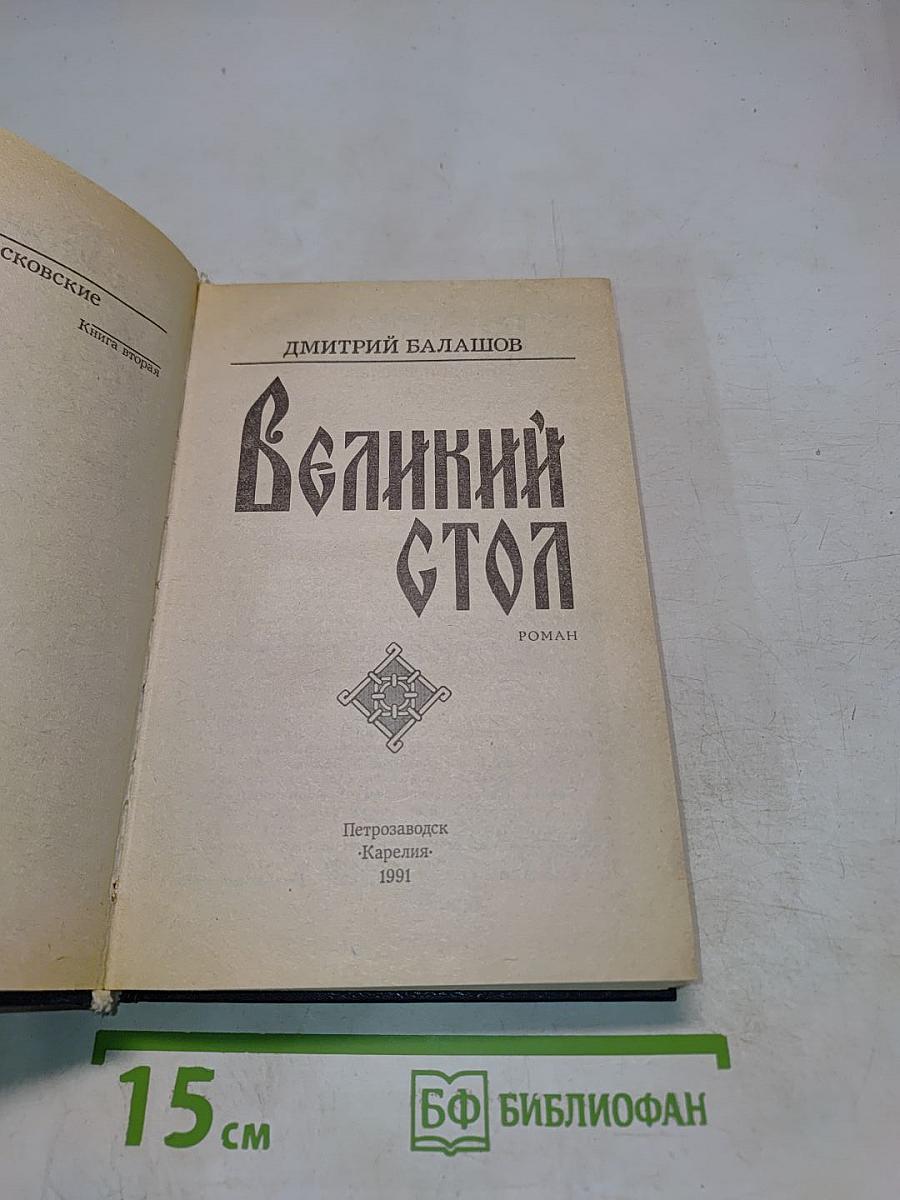 сковские
Книга вторая
ДМИТРИЙ БАЛАШОВ
Великий
стол
РОМАН
Петрозаводск
·Карелия·
1991
15 см
БФ БИБЛИОФАН